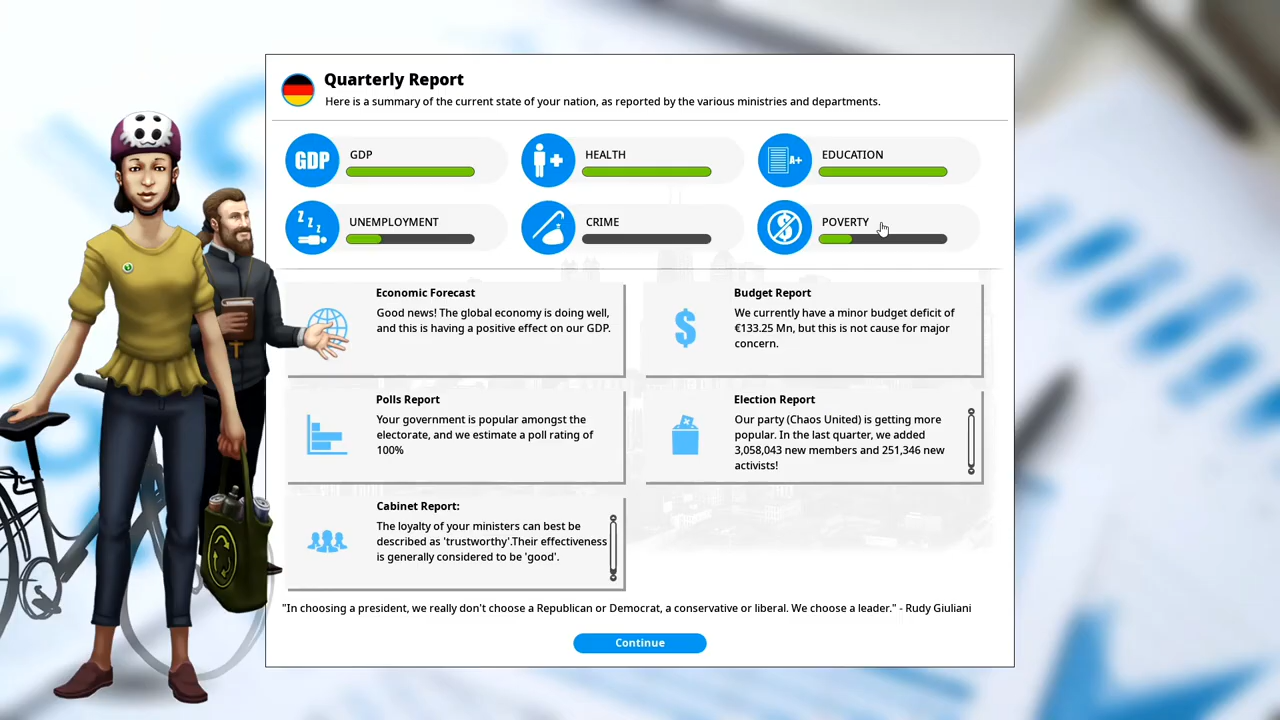 Quarterly Report
Here is a summary of the current state of your nation, as reported by the various ministries and departments.
GDP
GDP
HEALTH
A+
EDUCATION
Z Z Z
UNEMPLOYMENT
CRIME
$
POVERTY
Economic Forecast
Good news! The global economy is doing well,
and this is having a positive effect on our GDP.
$
Budget Report
We currently have a minor budget deficit of
€133.25 Mn, but this is not cause for major
concern.
Polls Report
Your government is popular amongst the
electorate, and we estimate a poll rating of
100%
Election Report
Our party (Chaos United) is getting more
popular. In the last quarter, we added
3,058,043 new members and 251,346 new
activists!
Cabinet Report:
The loyalty of your ministers can best be
described as 'trustworthy'.Their effectiveness
is generally considered to be 'good'.
"In choosing a president, we really don't choose a Republican or Democrat, a conservative or liberal. We choose a leader." - Rudy Giuliani
Continue